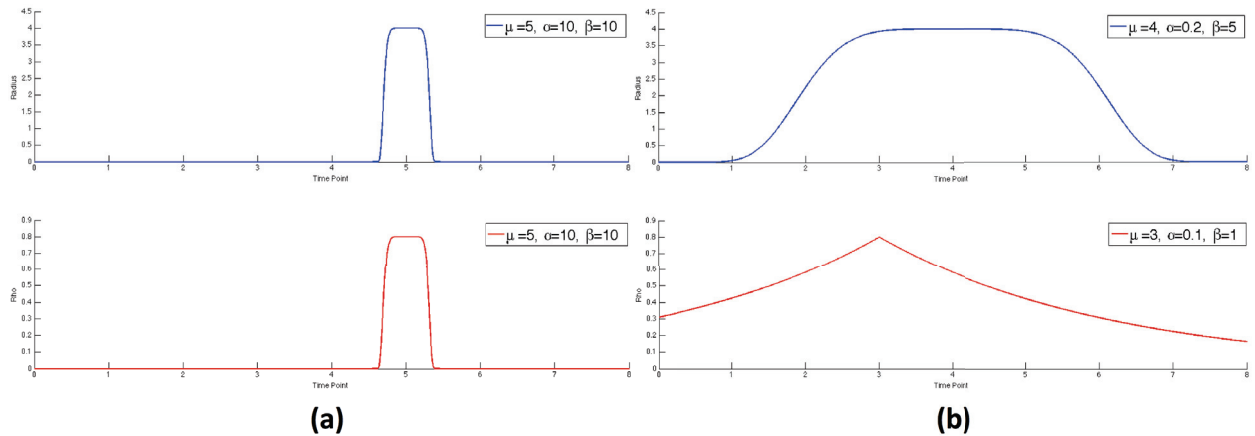 4.5
4
3.5
3
2.5
2
1.5
1
0.5
0
Radius
0 1 2 3 4 5 6 7 8
Time Point
μ =5, α=10, β=10
4.5
4
3.5
3
2.5
2
1.5
1
0.5
0
Radius
0 1 2 3 4 5 6 7 8
Time Point
μ =4, α=0.2, β=5
0.9
0.8
0.7
0.6
0.5
0.4
0.3
0.2
0.1
0
Rho
0 1 2 3 4 5 6 7 8
Time Point
μ =5, α=10, β=10
0.9
0.8
0.7
0.6
0.5
0.4
0.3
0.2
0.1
0
Rho
0 1 2 3 4 5 6 7 8
Time Point
μ =3, α=0.1, β=1
(a)
(b)